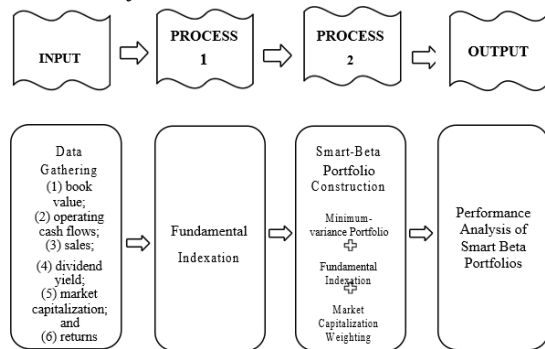 INPUT
PROCESS
1
PROCESS
2
OUTPUT
Data
Gathering
(1) book
value;
(2) operating
cash flows;
(3) sales;
(4) dividend
yield;
(5) market
capitalization;
and
(6) returns
Fundamental
Indexation
Smart-Beta
Portfolio
Construction
Minimum-
variance Portfolio
Fundamental
Indexation
Market
Capitalization
Weighting
Performance
Analysis of
Smart Beta
Portfolios